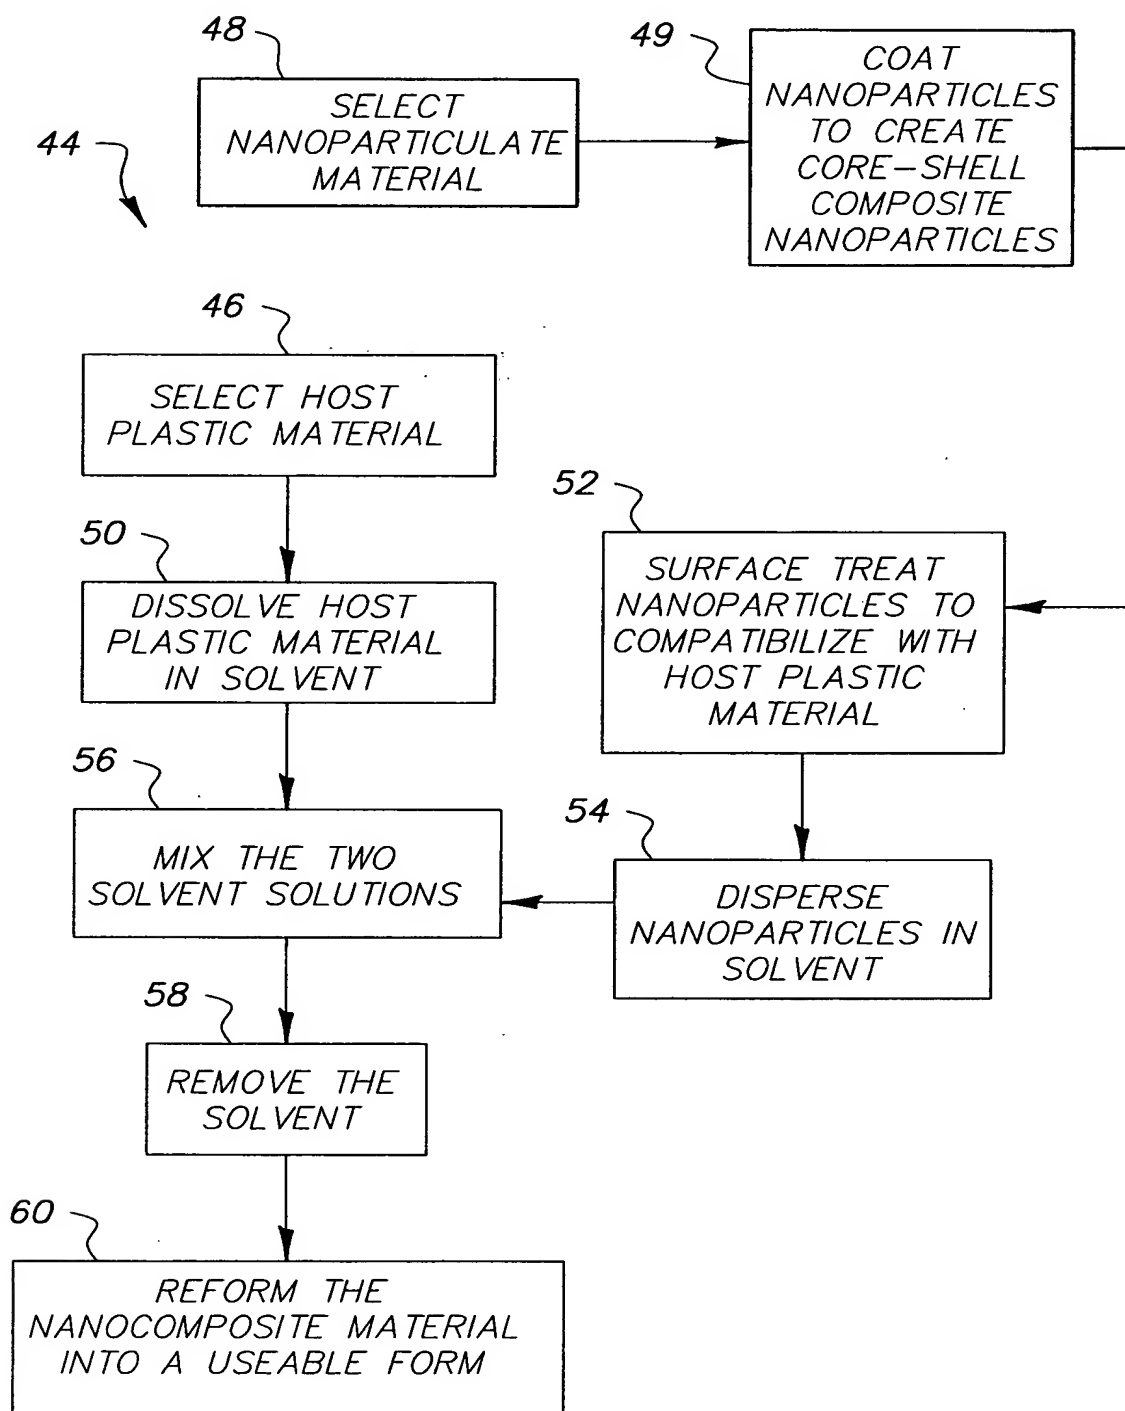 48
SELECT
NANOPARTICULATE
MATERIAL
49
COAT
NANOPARTICLES
TO CREATE
CORE-SHELL
COMPOSITE
NANOPARTICLES
44
46
SELECT HOST
PLASTIC MATERIAL
50
DISSOLVE HOST
PLASTIC MATERIAL
IN SOLVENT
52
SURFACE TREAT
NANOPARTICLES TO
COMPATIBILIZE WITH
HOST PLASTIC
MATERIAL
56
MIX THE TWO
SOLVENT SOLUTIONS
54
DISPERSE
NANOPARTICLES IN
SOLVENT
58
REMOVE THE
SOLVENT
60
REFORM THE
NANOCOMPOSITE MATERIAL
INTO A USEABLE FORM